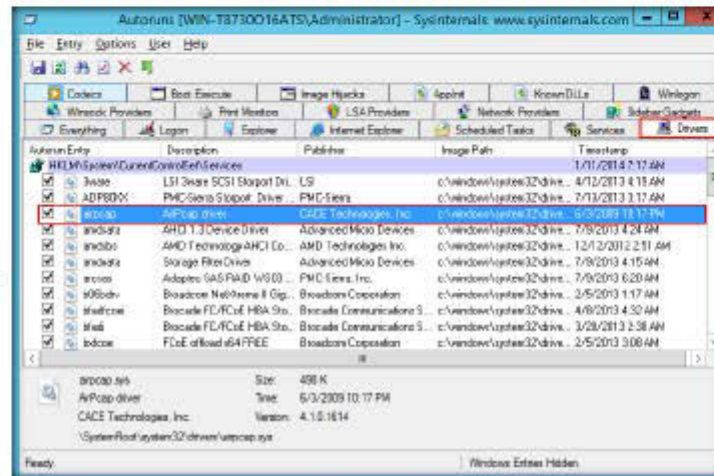 Autoruns [WIN-T8730O16ATS\Administrator] - Sysinternals: www.sysinternals.com
File Entry Options User Help
Codecs Boot Execute Image Hijacks AppInit KnownDLLs Winlogon
Winsock Providers Print Monitors LSA Providers Network Providers Sidebar Gadgets
Everything Logon Explorer Internet Explorer Scheduled Tasks Services Drivers
Autorun Entry Description Publisher Image Path Timestamp
HKLM\System\CurrentControlSet\Services 1/11/2014 7:17 AM
3ware LSI 3ware SCSI Storport Dri... LSI c:\windows\system32\drive... 4/12/2013 4:19 AM
ADP80XX PMC-Sierra Storport Driver ... PMC-Sierra c:\windows\system32\drive... 7/13/2013 3:17 AM
airpcap AirPcap driver CACE Technologies, Inc. c:\windows\system32\drive... 6/3/2009 10:17 PM
amdsata AHCI 1.3 Device Driver Advanced Micro Devices c:\windows\system32\drive... 7/9/2013 4:24 AM
amdsbs AMD Technology AHCI Co... AMD Technologies Inc. c:\windows\system32\drive... 12/12/2012 2:51 AM
amdxata Storage Filter Driver Advanced Micro Devices c:\windows\system32\drive... 7/9/2013 4:15 AM
arcsas Adaptec SAS RAID WS03 ... PMC-Sierra, Inc. c:\windows\system32\drive... 7/9/2013 6:20 AM
b06bdrv Broadcom NetXtreme II Gig... Broadcom Corporation c:\windows\system32\drive... 2/5/2013 1:17 AM
bfadfcoei Brocade FC/FCoE HBA Sto... Brocade Communications S... c:\windows\system32\drive... 4/8/2013 4:32 AM
bfadi Brocade FC/FCoE HBA Sto... Brocade Communications S... c:\windows\system32\drive... 3/28/2013 2:38 AM
bxfcoe FCoE offload x64 FREE Broadcom Corporation c:\windows\system32\drive... 2/5/2013 3:08 AM
airpcap.sys Size: 498 K
AirPcap driver Time: 6/3/2009 10:17 PM
CACE Technologies, Inc. Version: 4.1.0.1614
\SystemRoot\system32\drivers\airpcap.sys
Ready. Windows Entries Hidden.